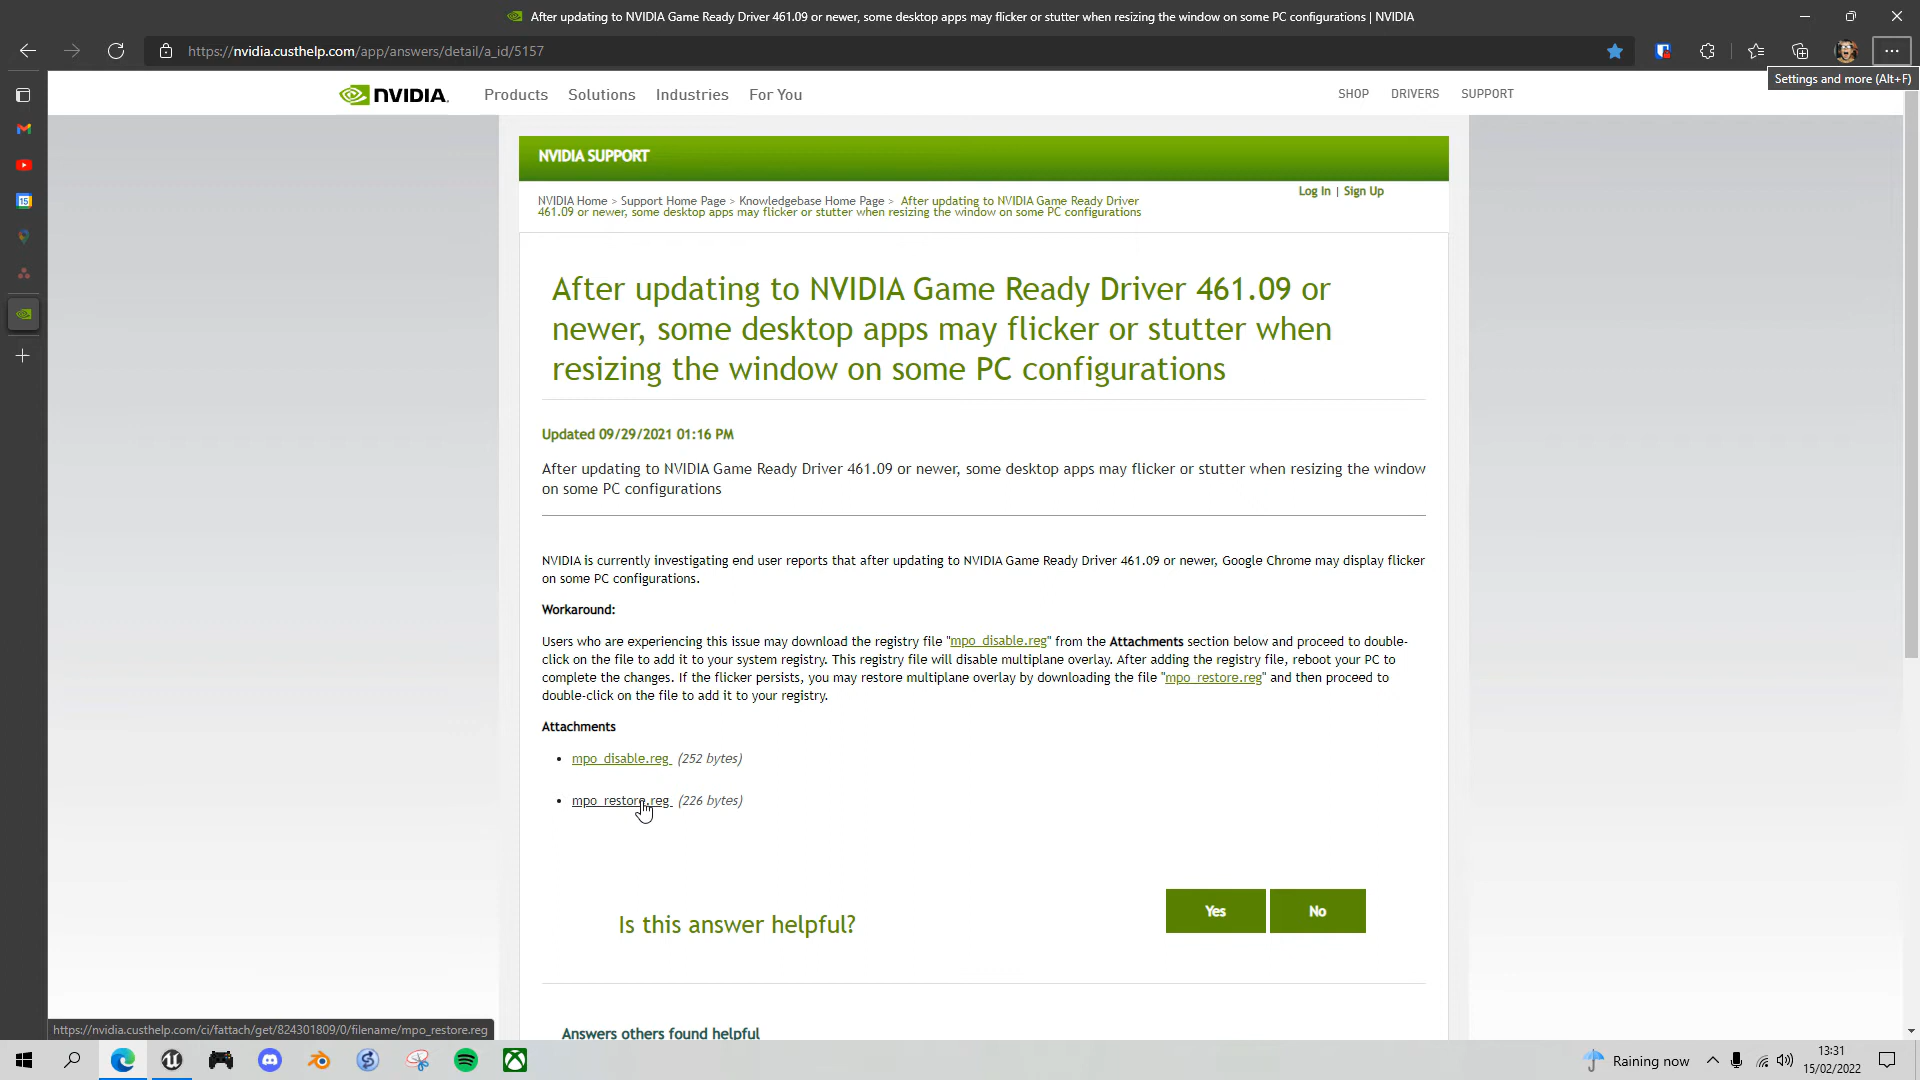 After updating to NVIDIA Game Ready Driver 461.09 or newer, some desktop apps may flicker or stutter when resizing the window on some PC configurations | NVIDIA
https://nvidia.custhelp.com/app/answers/detail/a_id/5157
Settings and more (Alt+F)
NVIDIA.
Products Solutions Industries For You
SHOP DRIVERS SUPPORT
NVIDIA SUPPORT
Log In | Sign Up
NVIDIA Home > Support Home Page > Knowledgebase Home Page > After updating to NVIDIA Game Ready Driver
461.09 or newer, some desktop apps may flicker or stutter when resizing the window on some PC configurations
After updating to NVIDIA Game Ready Driver 461.09 or
newer, some desktop apps may flicker or stutter when
resizing the window on some PC configurations
Updated 09/29/2021 01:16 PM
After updating to NVIDIA Game Ready Driver 461.09 or newer, some desktop apps may flicker or stutter when resizing the window
on some PC configurations
NVIDIA is currently investigating end user reports that after updating to NVIDIA Game Ready Driver 461.09 or newer, Google Chrome may display flicker
on some PC configurations.
Workaround:
Users who are experiencing this issue may download the registry file "mpo_disable.reg" from the Attachments section below and proceed to double-
click on the file to add it to your system registry. This registry file will disable multiplane overlay. After adding the registry file, reboot your PC to
complete the changes. If the flicker persists, you may restore multiplane overlay by downloading the file "mpo_restore.reg" and then proceed to
double-click on the file to add it to your registry.
Attachments
• mpo_disable.reg (252 bytes)
• mpo_restore.reg (226 bytes)
Is this answer helpful?
Yes No
Answers others found helpful
https://nvidia.custhelp.com/ci/fattach/get/824301809/0/filename/mpo_restore.reg
15
Raining now
13:31
15/02/2022